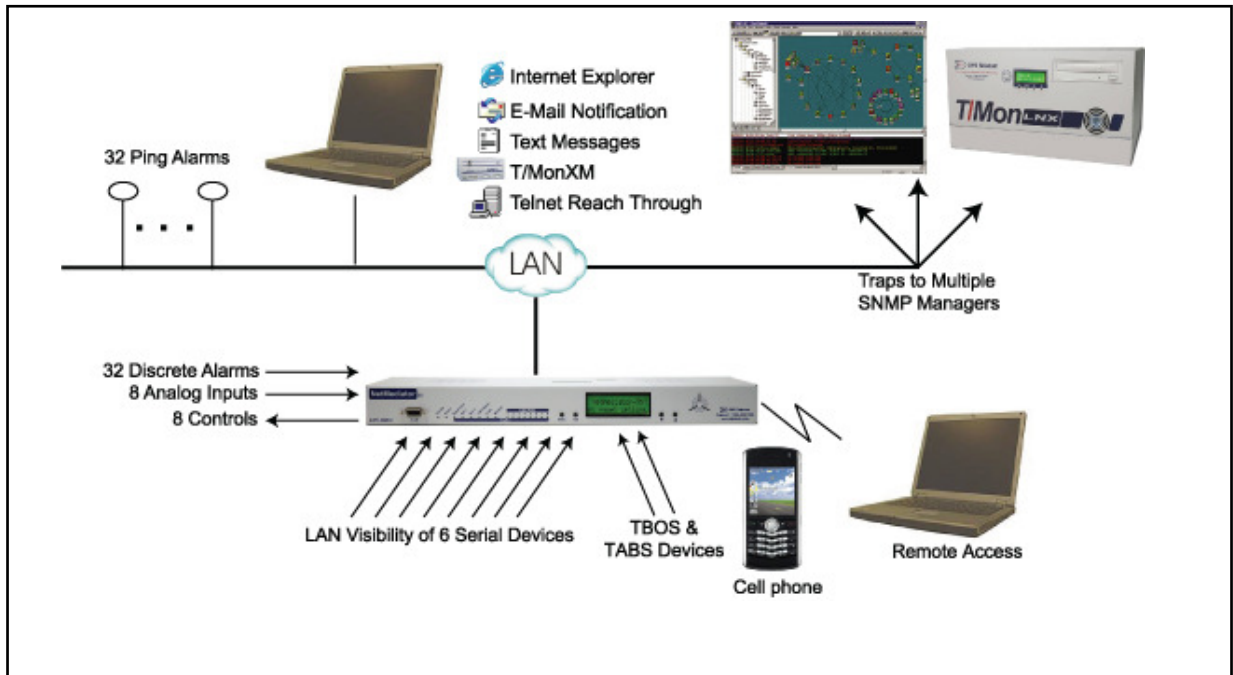 Internet Explorer
E-Mail Notification
Text Messages
T/MonXM
Telnet Reach Through
32 Ping Alarms
T/MonLNX
LAN
Traps to Multiple
SNMP Managers
32 Discrete Alarms
8 Analog Inputs
8 Controls
NetMediator
LAN Visibility of 6 Serial Devices
TBOS &
TABS Devices
Cell phone
Remote Access